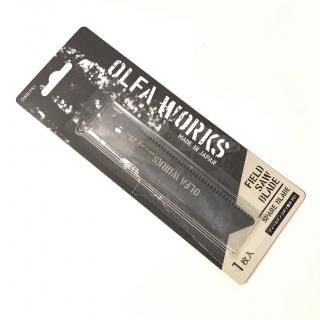 OLFA WORKS
MADE IN JAPAN
OLFA WORKS
FIELD
SAW
BLADE
SPARE BLADE
1枚入